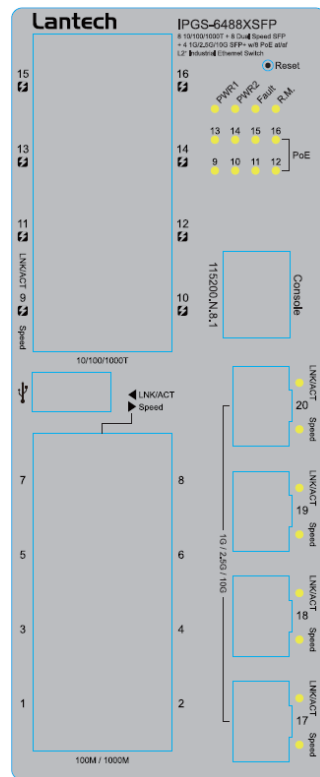 Lantech
IPGS-6488XSFP
8 10/100/1000T + 8 Dual Speed SFP
+ 4 1G/2.5G/10G SFP+ w/8 PoE at/af
L2+ Industrial Ethernet Switch
Reset
PWR1 PWR2 Fault R.M.
13 14 15 16
9 10 11 12
PoE
15 16
13 14
11 12
LNK/ACT
9 10
Speed
10/100/1000T
115200.N.8.1
Console
LNK/ACT
Speed
7 8
5 6
3 4
1 2
100M / 1000M
1G / 2.5G / 10G
LNK/ACT
20
Speed
LNK/ACT
19
Speed
LNK/ACT
18
Speed
LNK/ACT
17
Speed